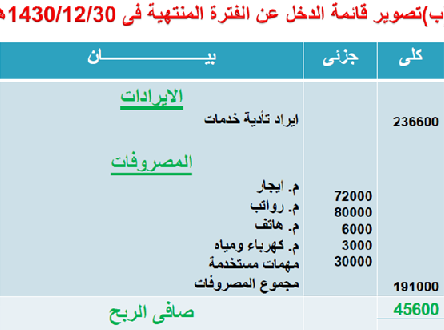 ب)تصوير قائمة الدخل عن الفترة المنتهية فى 1430/12/30ه
بيـــــــــان جزئى كلى
الايرادات
ايراد تأدية خدمات 236600
المصروفات
م. ايجار 72000
م. رواتب 80000
م. هاتف 6000
م. كهرباء ومياه 3000
مهمات مستخدمة 30000
مجموع المصروفات 191000
صافى الربح 45600